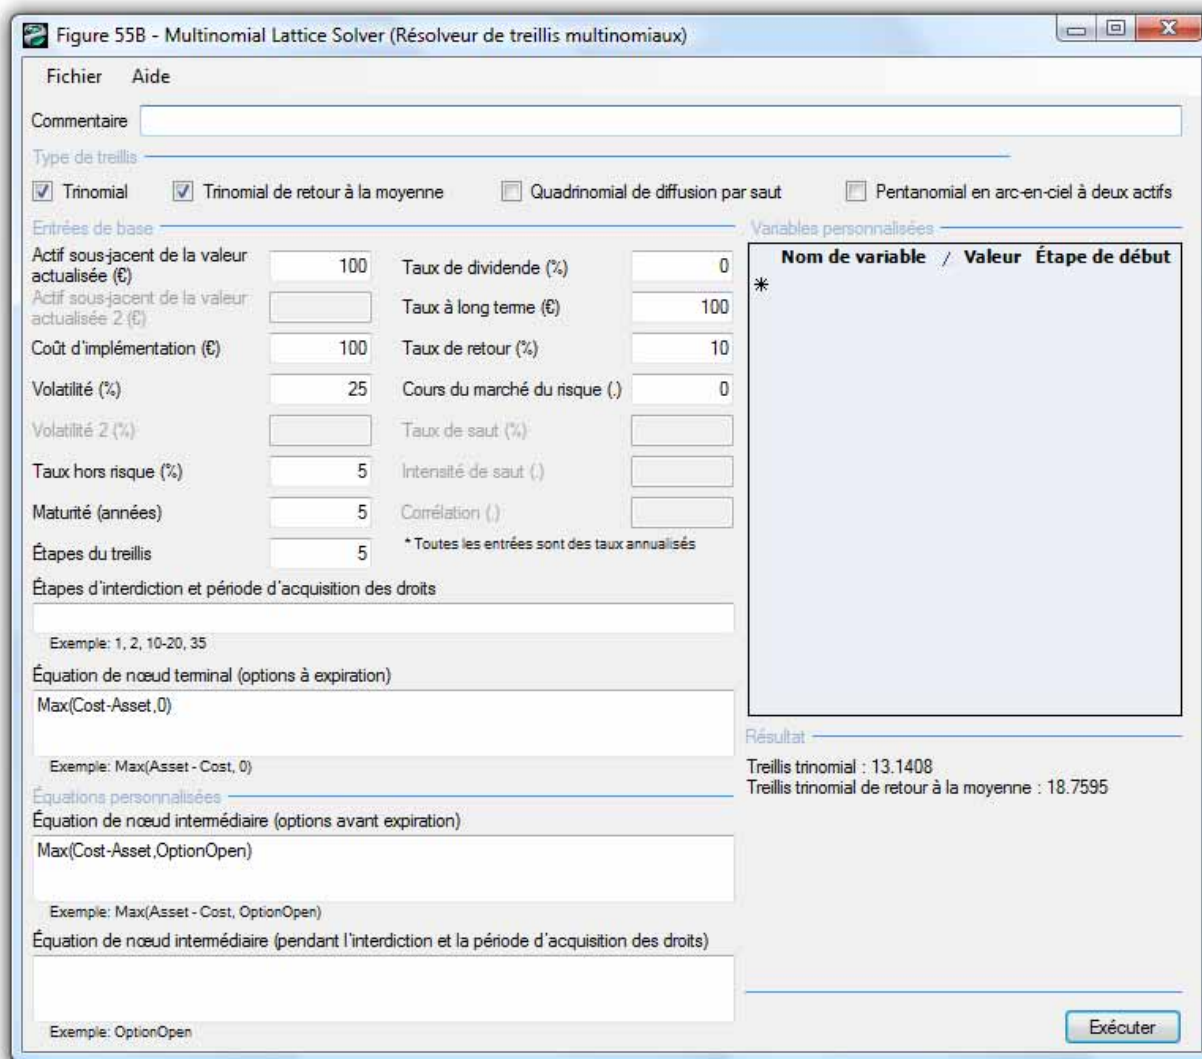 Figure 55B - Multinomial Lattice Solver (Résolveur de treillis multinomiaux)
Fichier Aide
Commentaire
Type de treillis
Trinomial Trinomial de retour à la moyenne Quadrinomial de diffusion par saut Pentanomial en arc-en-ciel à deux actifs
Entrées de base
Actif sous-jacent de la valeur
actualisée (€) 100
Actif sous-jacent de la valeur
actualisée 2 (€)
Coût d'implémentation (€) 100
Volatilité (%) 25
Volatilité 2 (%)
Taux hors risque (%) 5
Maturité (années) 5
Étapes du treillis 5
Taux de dividende (%) 0
Taux à long terme (€) 100
Taux de retour (%) 10
Cours du marché du risque (.) 0
Taux de saut (%)
Intensité de saut (.)
Corrélation (.)
* Toutes les entrées sont des taux annualisés
Étapes d'interdiction et période d'acquisition des droits
Exemple: 1, 2, 10-20, 35
Équation de nœud terminal (options à expiration)
Max(Cost-Asset,0)
Exemple: Max(Asset - Cost, 0)
Équations personnalisées
Équation de nœud intermédiaire (options avant expiration)
Max(Cost-Asset,OptionOpen)
Exemple: Max(Asset - Cost, OptionOpen)
Équation de nœud intermédiaire (pendant l'interdiction et la période d'acquisition des droits)
Exemple: OptionOpen
Variables personnalisées
Nom de variable / Valeur Étape de début
*
Résultat
Treillis trinomial : 13.1408
Treillis trinomial de retour à la moyenne : 18.7595
Exécuter